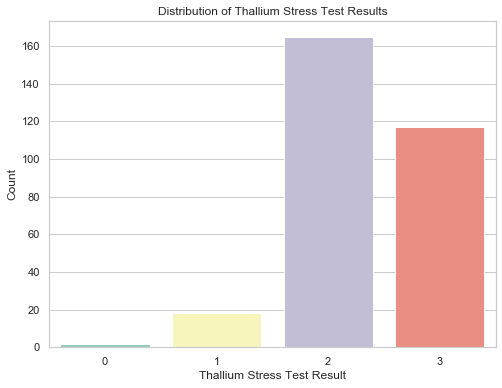 Distribution of Thallium Stress Test Results
160
140
120
100
80
60
40
20
0
Count
0 1 2 3
Thallium Stress Test Result